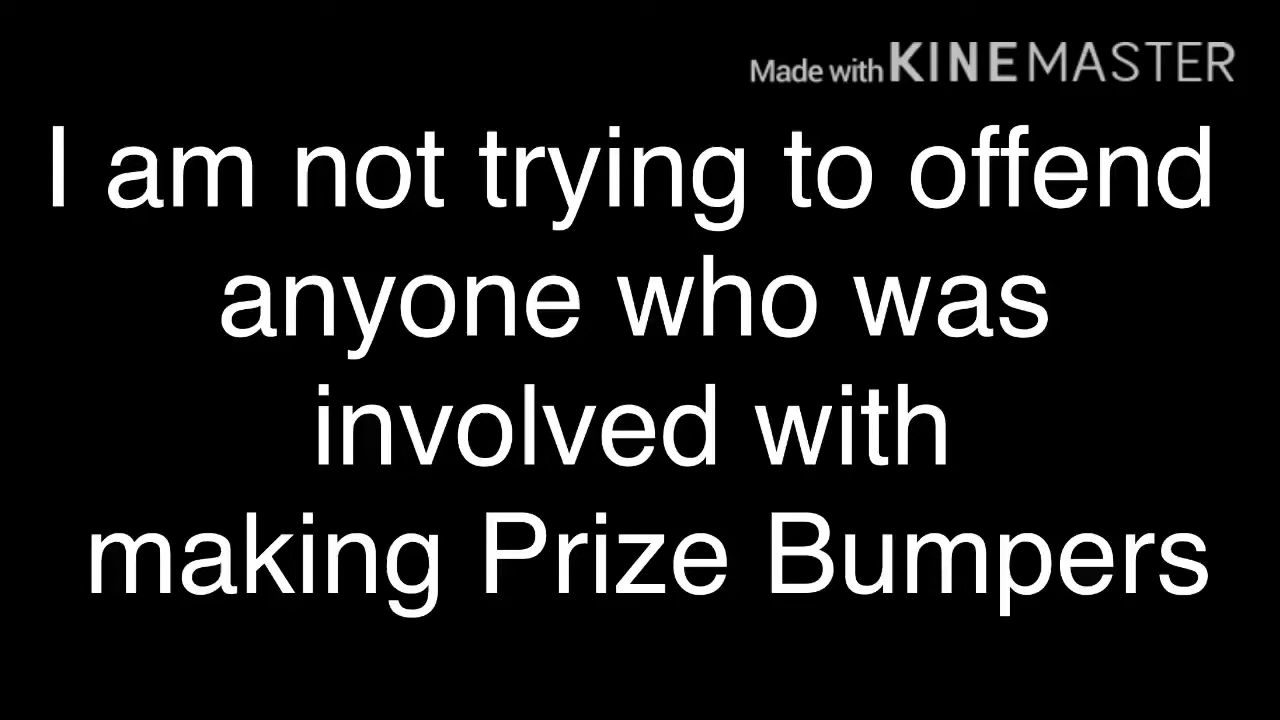 Made with KINEMASTER
I am not trying to offend
anyone who was
involved with
making Prize Bumpers